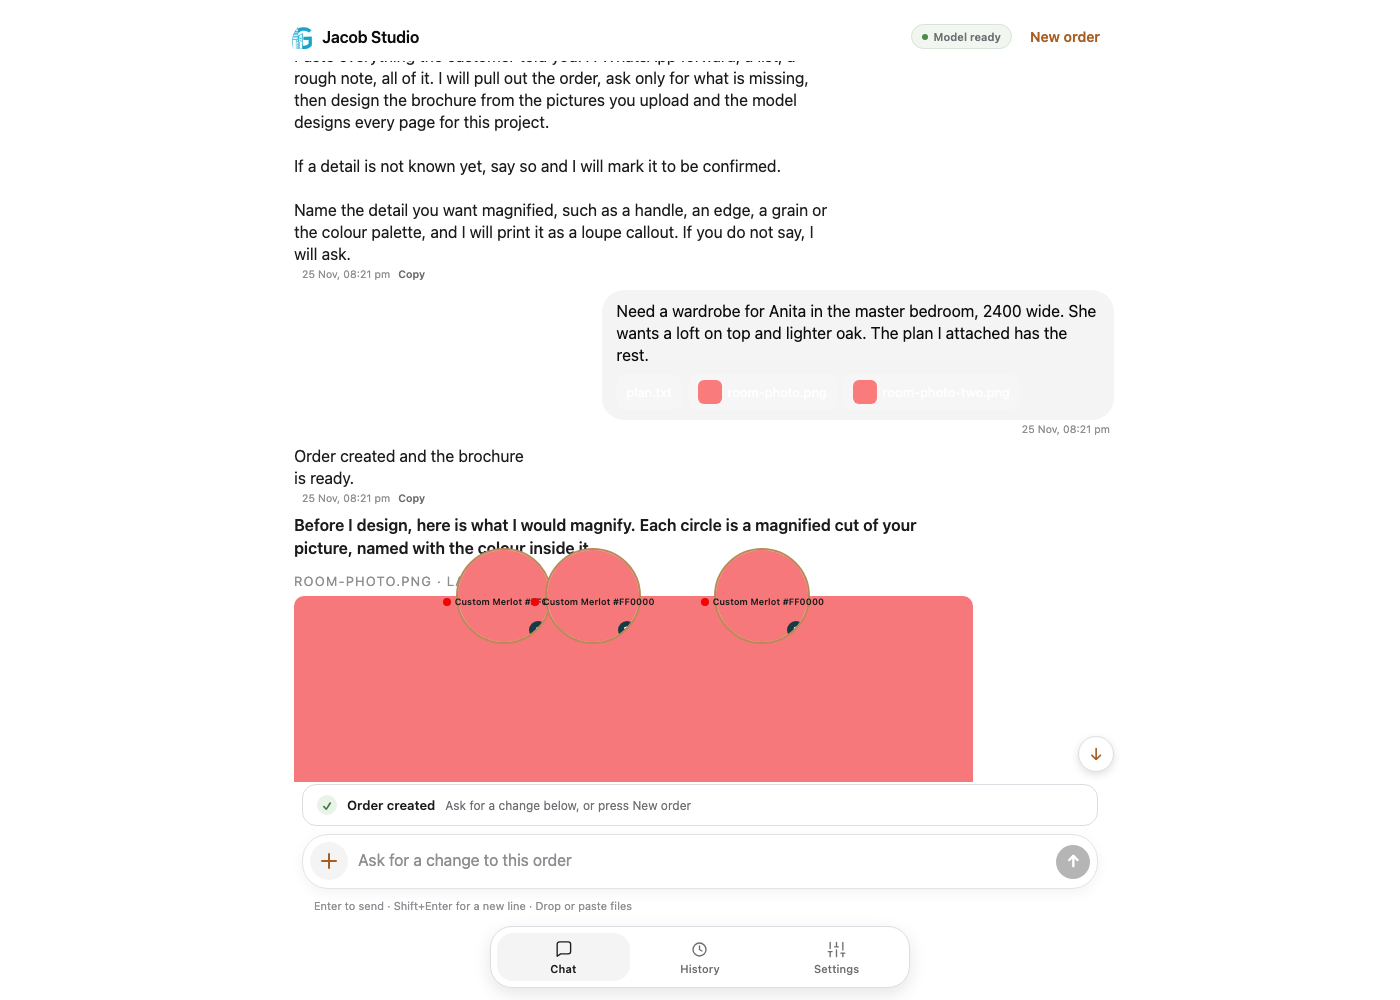 Jacob Studio
Model ready
New order
rough note, all of it. I will pull out the order, ask only for what is missing,
then design the brochure from the pictures you upload and the model
designs every page for this project.
If a detail is not known yet, say so and I will mark it to be confirmed.
Name the detail you want magnified, such as a handle, an edge, a grain or
the colour palette, and I will print it as a loupe callout. If you do not say, I
will ask.
25 Nov, 08:21 pm Copy
Need a wardrobe for Anita in the master bedroom, 2400 wide. She
wants a loft on top and lighter oak. The plan I attached has the
rest.
plan.txt room-photo.png room-photo-two.png
25 Nov, 08:21 pm
Order created and the brochure
is ready.
25 Nov, 08:21 pm Copy
Before I design, here is what I would magnify. Each circle is a magnified cut of your
picture, named with the colour inside it
ROOM-PHOTO.PNG ·
Custom Merlot Custom Merlot #FF0000 Custom Merlot #FF0000
Order created Ask for a change below, or press New order
Ask for a change to this order
Enter to send · Shift+Enter for a new line · Drop or paste files
Chat History Settings